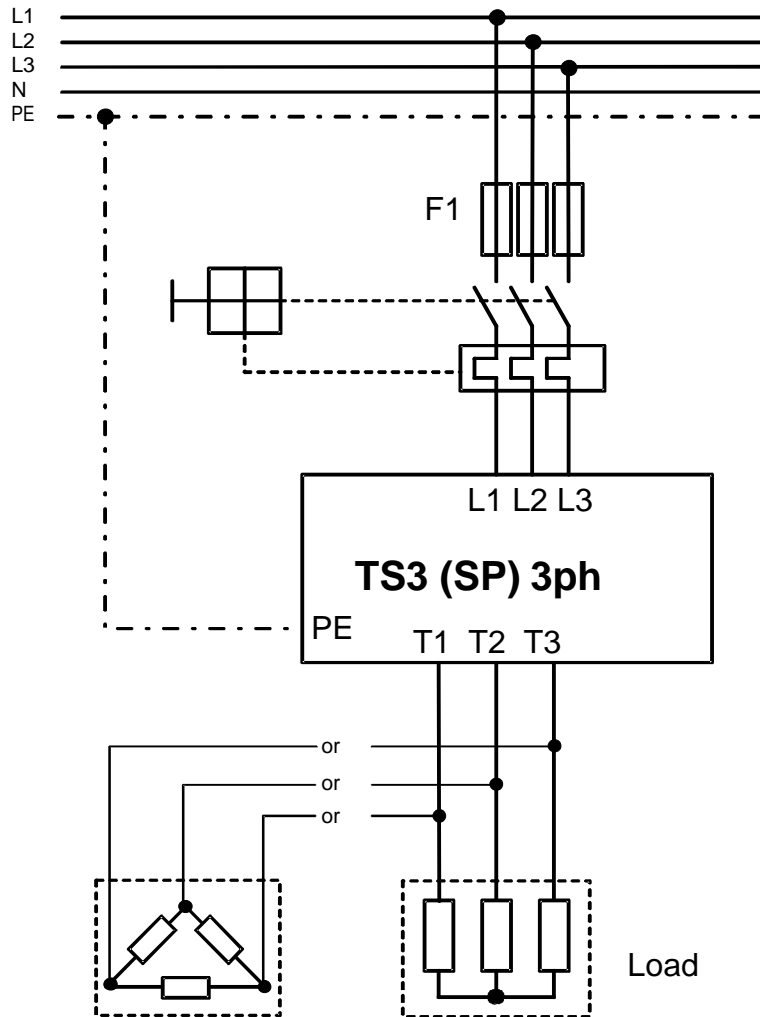 L1
L2
L3
N
PE
F1
L1 L2 L3
TS3 (SP) 3ph
PE
T1 T2 T3
or
or
or
Load